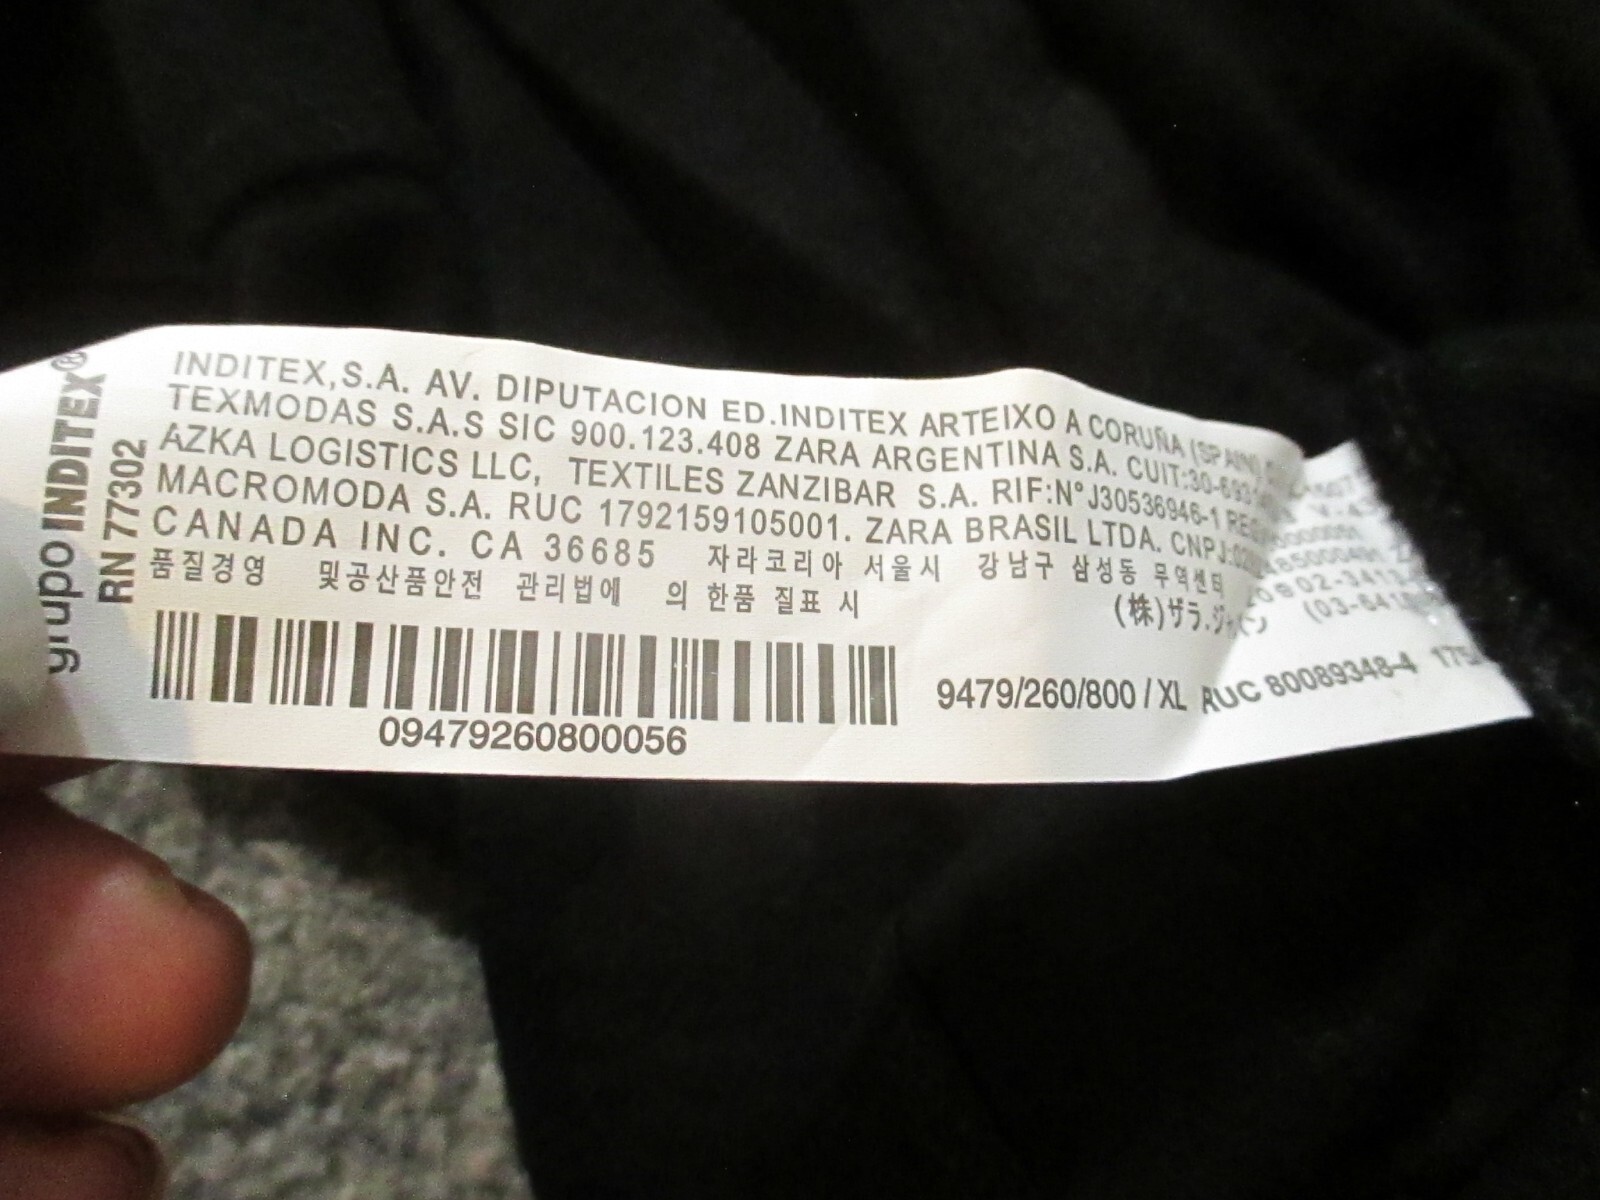 grupo INDITEX®
RN 77302
INDITEX,S.A. AV. DIPUTACION ED.INDITEX ARTEIXO A CORUÑA (SPAIN)
TEXMODAS S.A.S SIC 900.123.408 ZARA ARGENTINA S.A. CUIT:30-693
AZKA LOGISTICS LLC, TEXTILES ZANZIBAR S.A. RIF:N°J30536946-1
MACROMODA S.A. RUC 1792159105001. ZARA BRASIL LTDA. CNPJ:
CANADA INC. CA 36685 자라코리아 서울시 강남구 삼성동 무역센터
품질경영 및공산품안전 관리법에 의 한품 질표 시 (株)ザラ.ジャパン
09479260800056
9479/260/800 / XL RUC 80089348-4